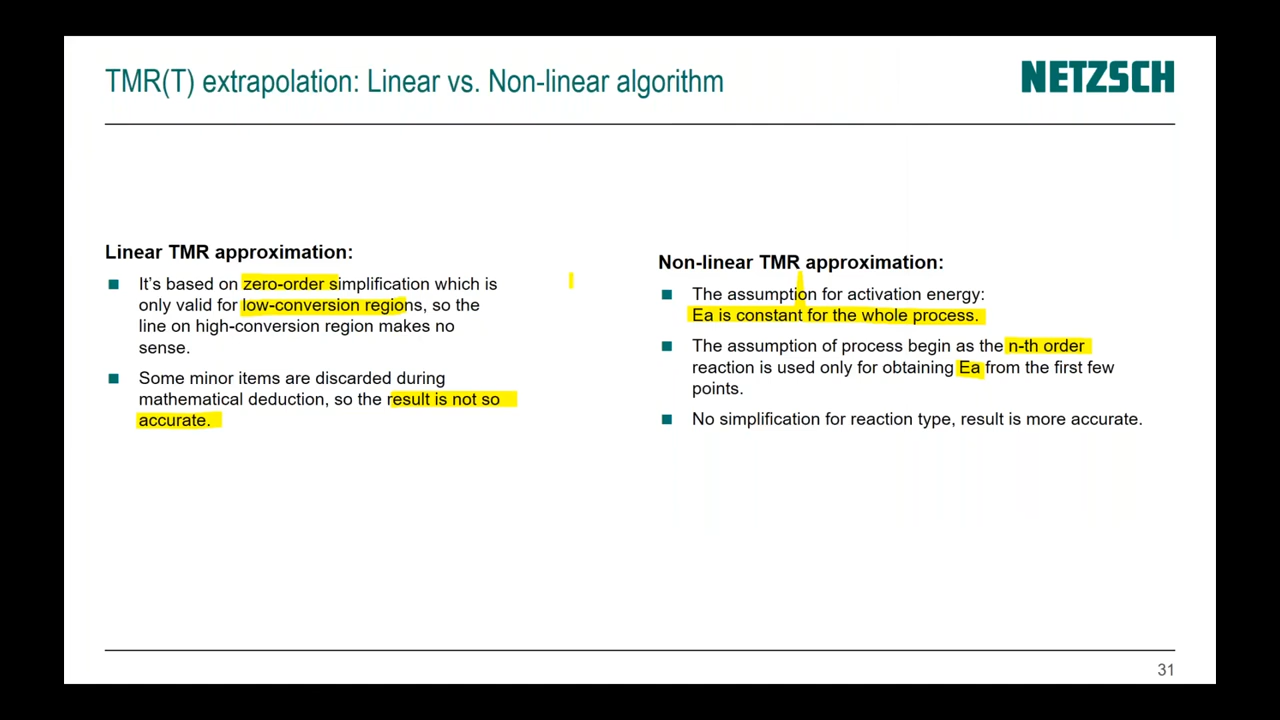 TMR(T) extrapolation: Linear vs. Non-linear algorithm
NETZSCH
Linear TMR approximation:
It's based on zero-order simplification which is
only valid for low-conversion regions, so the
line on high-conversion region makes no
sense.
Some minor items are discarded during
mathematical deduction, so the result is not so
accurate.
Non-linear TMR approximation:
The assumption for activation energy:
Ea is constant for the whole process.
The assumption of process begin as the n-th order
reaction is used only for obtaining Ea from the first few
points.
No simplification for reaction type, result is more accurate.
31